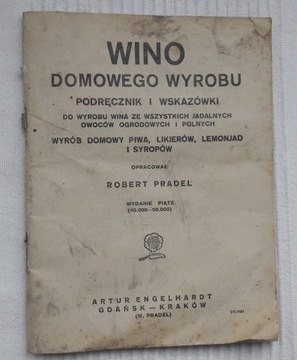 WINO
DOMOWEGO WYROBU
PODRĘCZNIK I WSKAZÓWKI
DO WYROBU WINA ZE WSZYSTKICH JADALNYCH
OWOCÓW OGRODOWYCH I POLNYCH
WYRÓB DOMOWY PIWA, LIKIERÓW, LEMONJAD
I SYROPÓW
OPRACOWAŁ
ROBERT PRADEL
WYDANIE PIĄTE
(40.000—50.000)
ARTUR ENGELHARDT
GDAŃSK—KRAKÓW
(H. PRADEL)